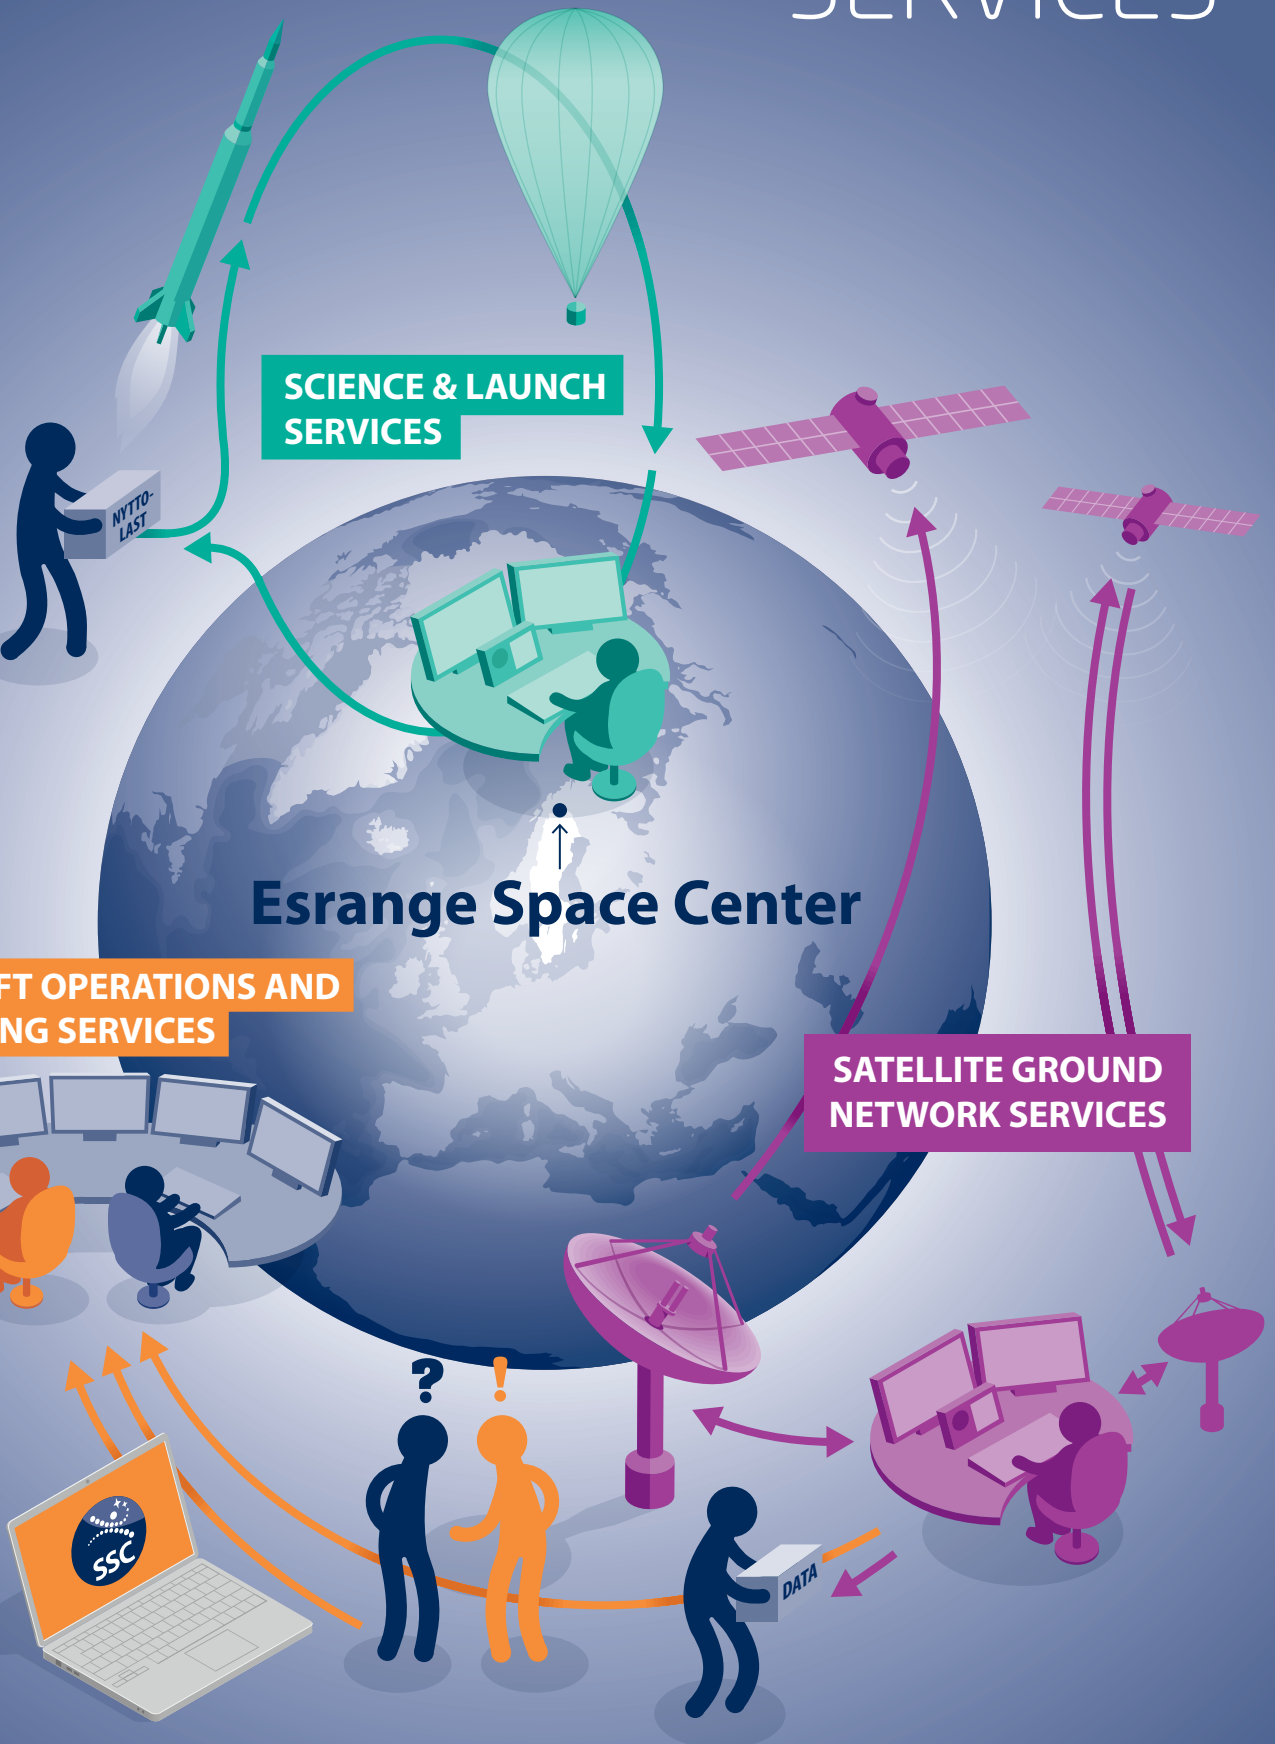 SERVICES
SCIENCE & LAUNCH
SERVICES
NYTTO-
LAST
Esrange Space Center
FT OPERATIONS AND
NG SERVICES
SATELLITE GROUND
NETWORK SERVICES
?
!
SSC
DATA